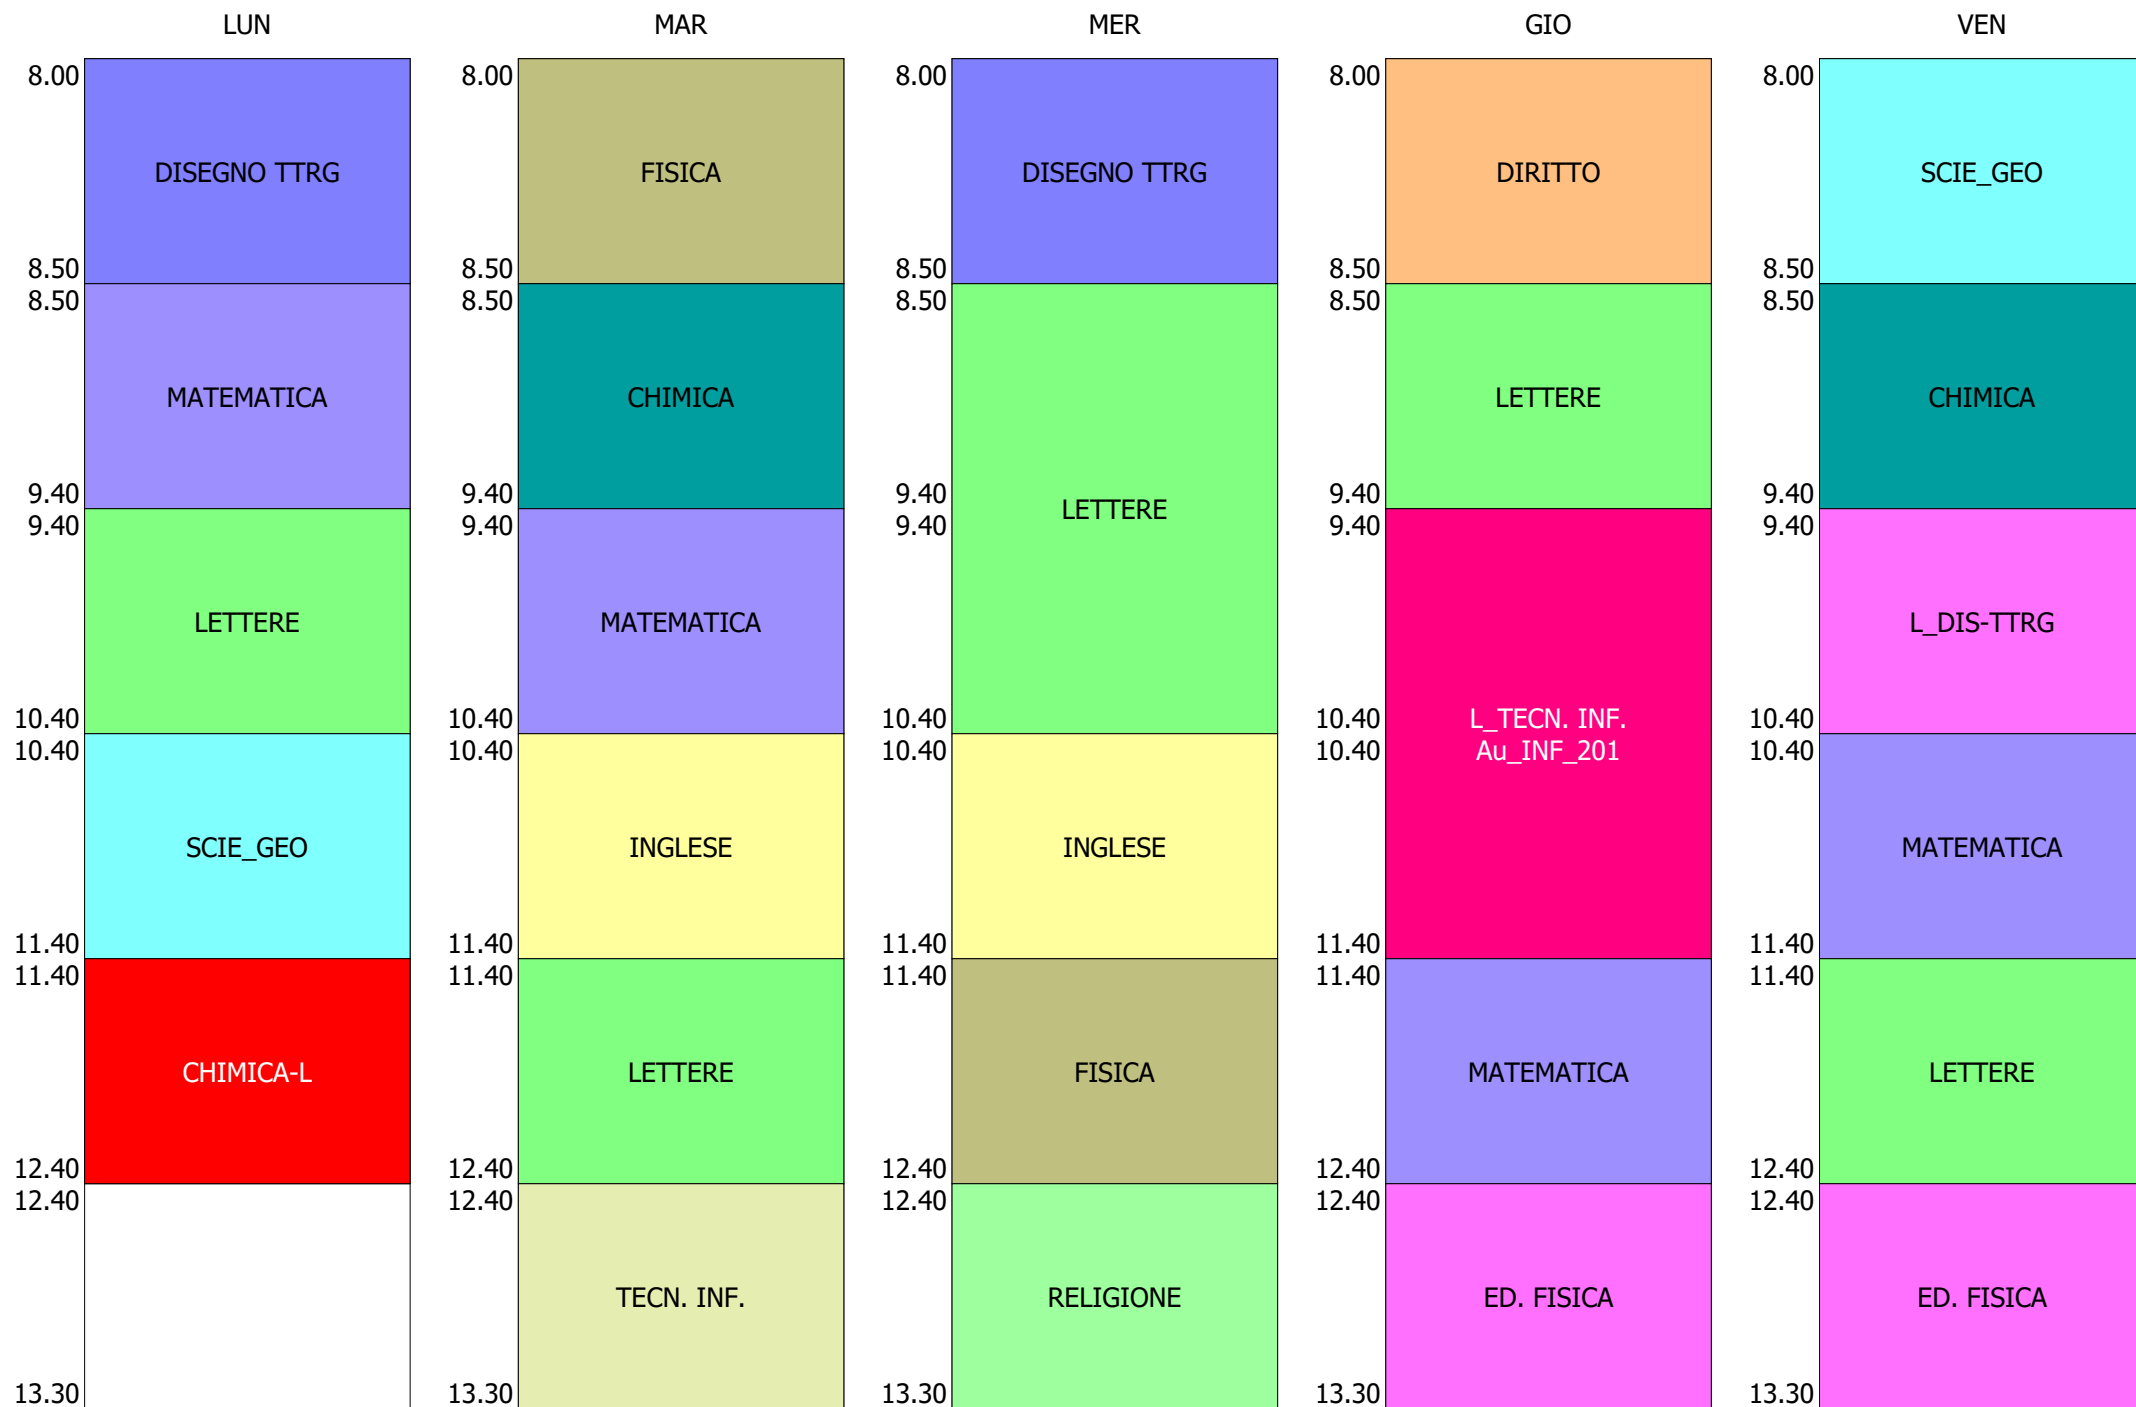 LUN
MAR
MER
GIO
VEN
8.00
DISEGNO TTRG
8.50
8.50
MATEMATICA
9.40
9.40
LETTERE
10.40
10.40
SCIE_GEO
11.40
11.40
CHIMICA-L
12.40
12.40
13.30
8.00
FISICA
8.50
8.50
CHIMICA
9.40
9.40
MATEMATICA
10.40
10.40
INGLESE
11.40
11.40
LETTERE
12.40
12.40
TECN. INF.
13.30
8.00
DISEGNO TTRG
8.50
8.50
LETTERE
9.40
9.40
10.40
10.40
INGLESE
11.40
11.40
FISICA
12.40
12.40
RELIGIONE
13.30
8.00
DIRITTO
8.50
8.50
LETTERE
9.40
9.40
L_TECN. INF.
Au_INF_201
10.40
10.40
11.40
11.40
MATEMATICA
12.40
12.40
ED. FISICA
13.30
8.00
SCIE_GEO
8.50
8.50
CHIMICA
9.40
9.40
L_DIS-TTRG
10.40
10.40
MATEMATICA
11.40
11.40
LETTERE
12.40
12.40
ED. FISICA
13.30